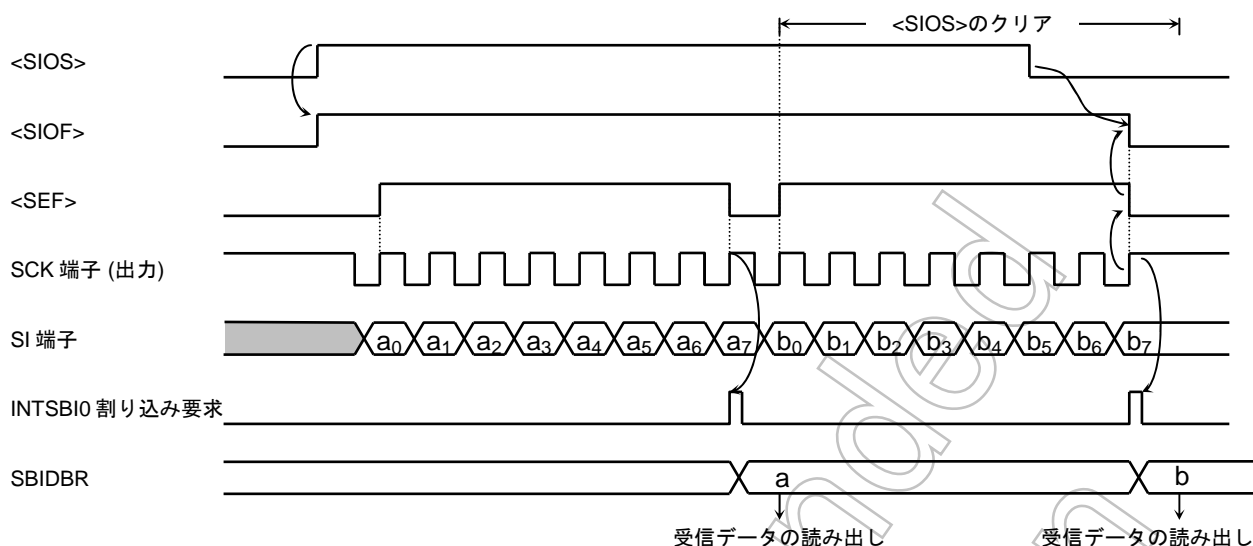 <SIOS>のクリア
<SIOS>
<SIOF>
<SEF>
SCK 端子 (出力)
SI 端子
a0 a1 a2 a3 a4 a5 a6 a7 b0 b1 b2 b3 b4 b5 b6 b7
INTSBI0 割り込み要求
SBIDBR
a b
受信データの読み出し 受信データの読み出し